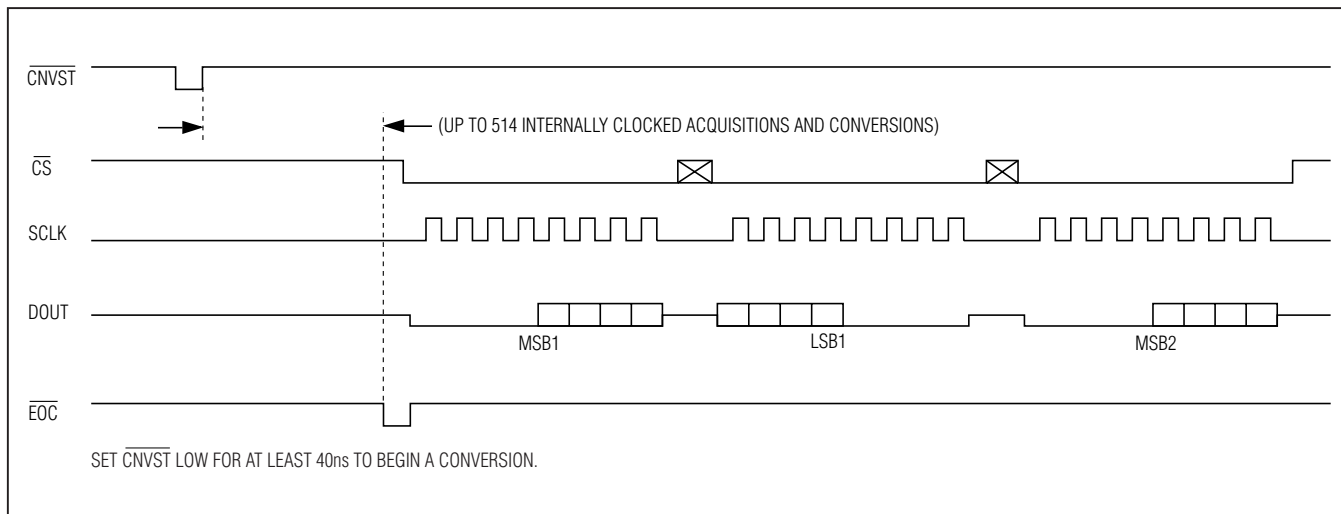 CNVST
(UP TO 514 INTERNALLY CLOCKED ACQUISITIONS AND CONVERSIONS)
CS
SCLK
DOUT
MSB1 LSB1 MSB2
EOC
SET CNVST LOW FOR AT LEAST 40ns TO BEGIN A CONVERSION.